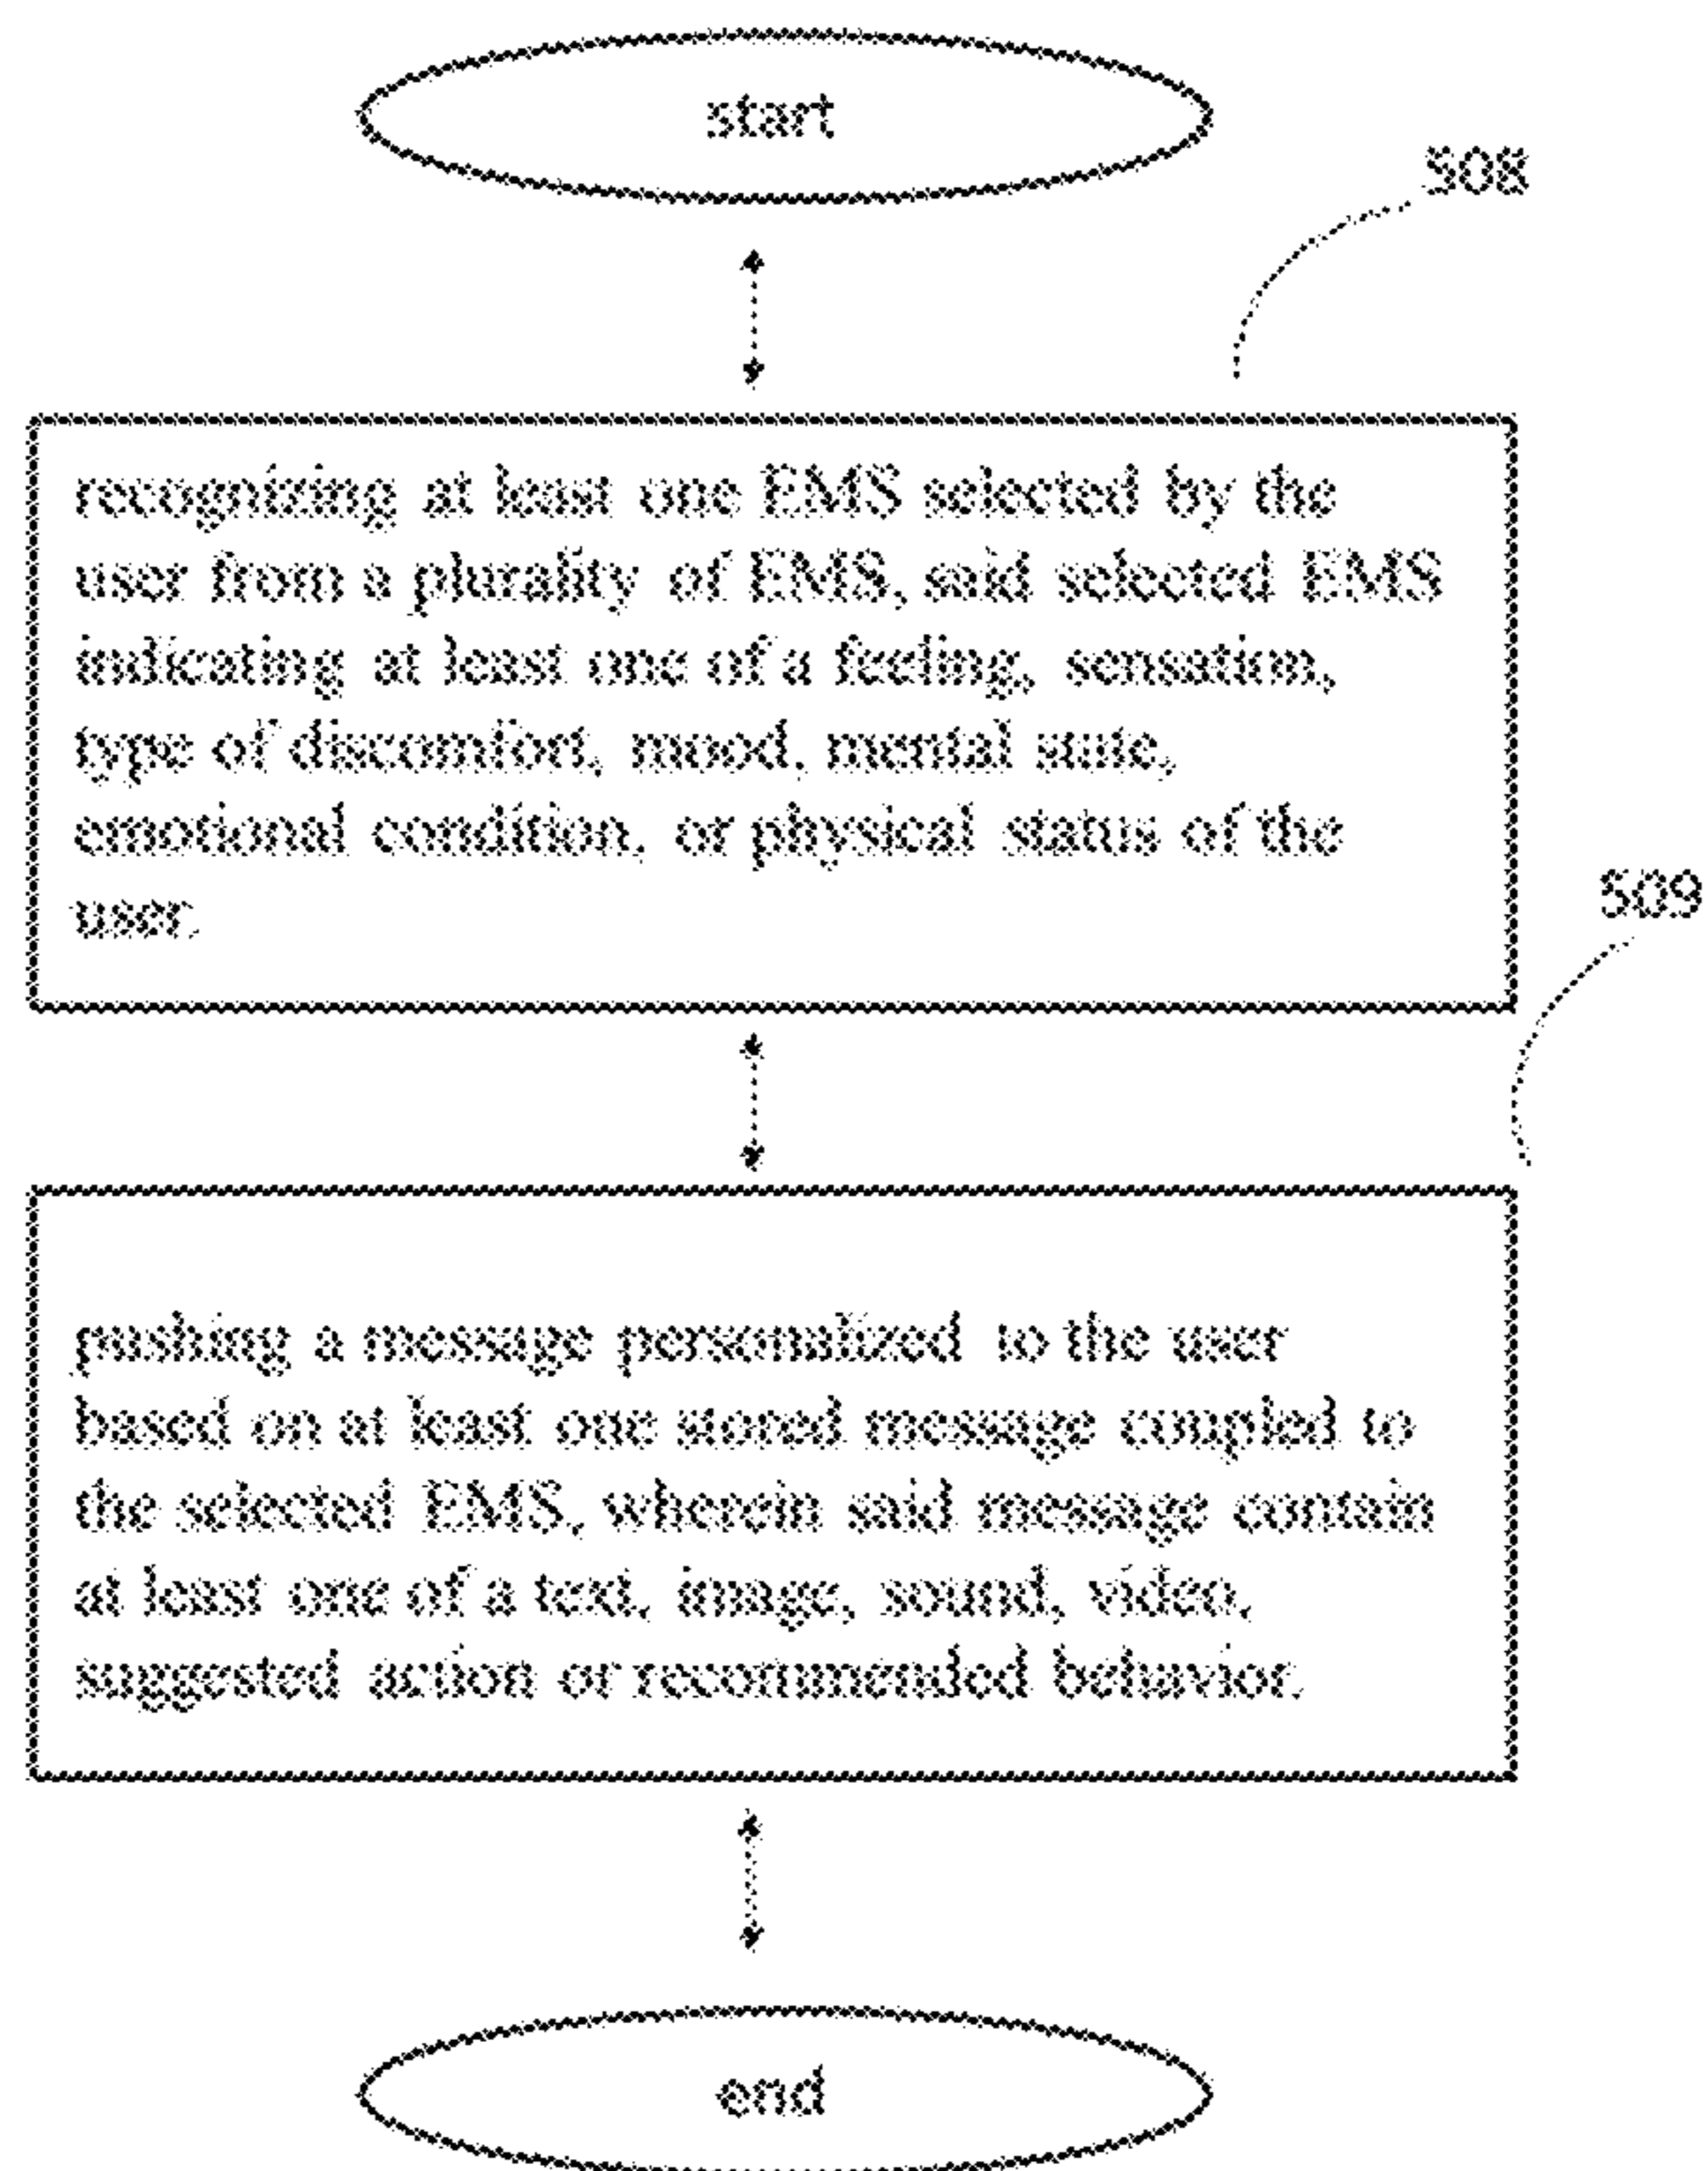 start
508
recognizing at least one EMS selected by the
user from a plurality of EMS, said selected EMS
indicating at least one of a feeling, sensation,
type of discomfort, mood, mental state,
emotional condition, or physical status of the
user.
509
pushing a message personalized to the user
based on at least one stored message coupled to
the selected EMS, wherein said message contain
at least one of a text, image, sound, video,
suggested action or recommended behavior.
end